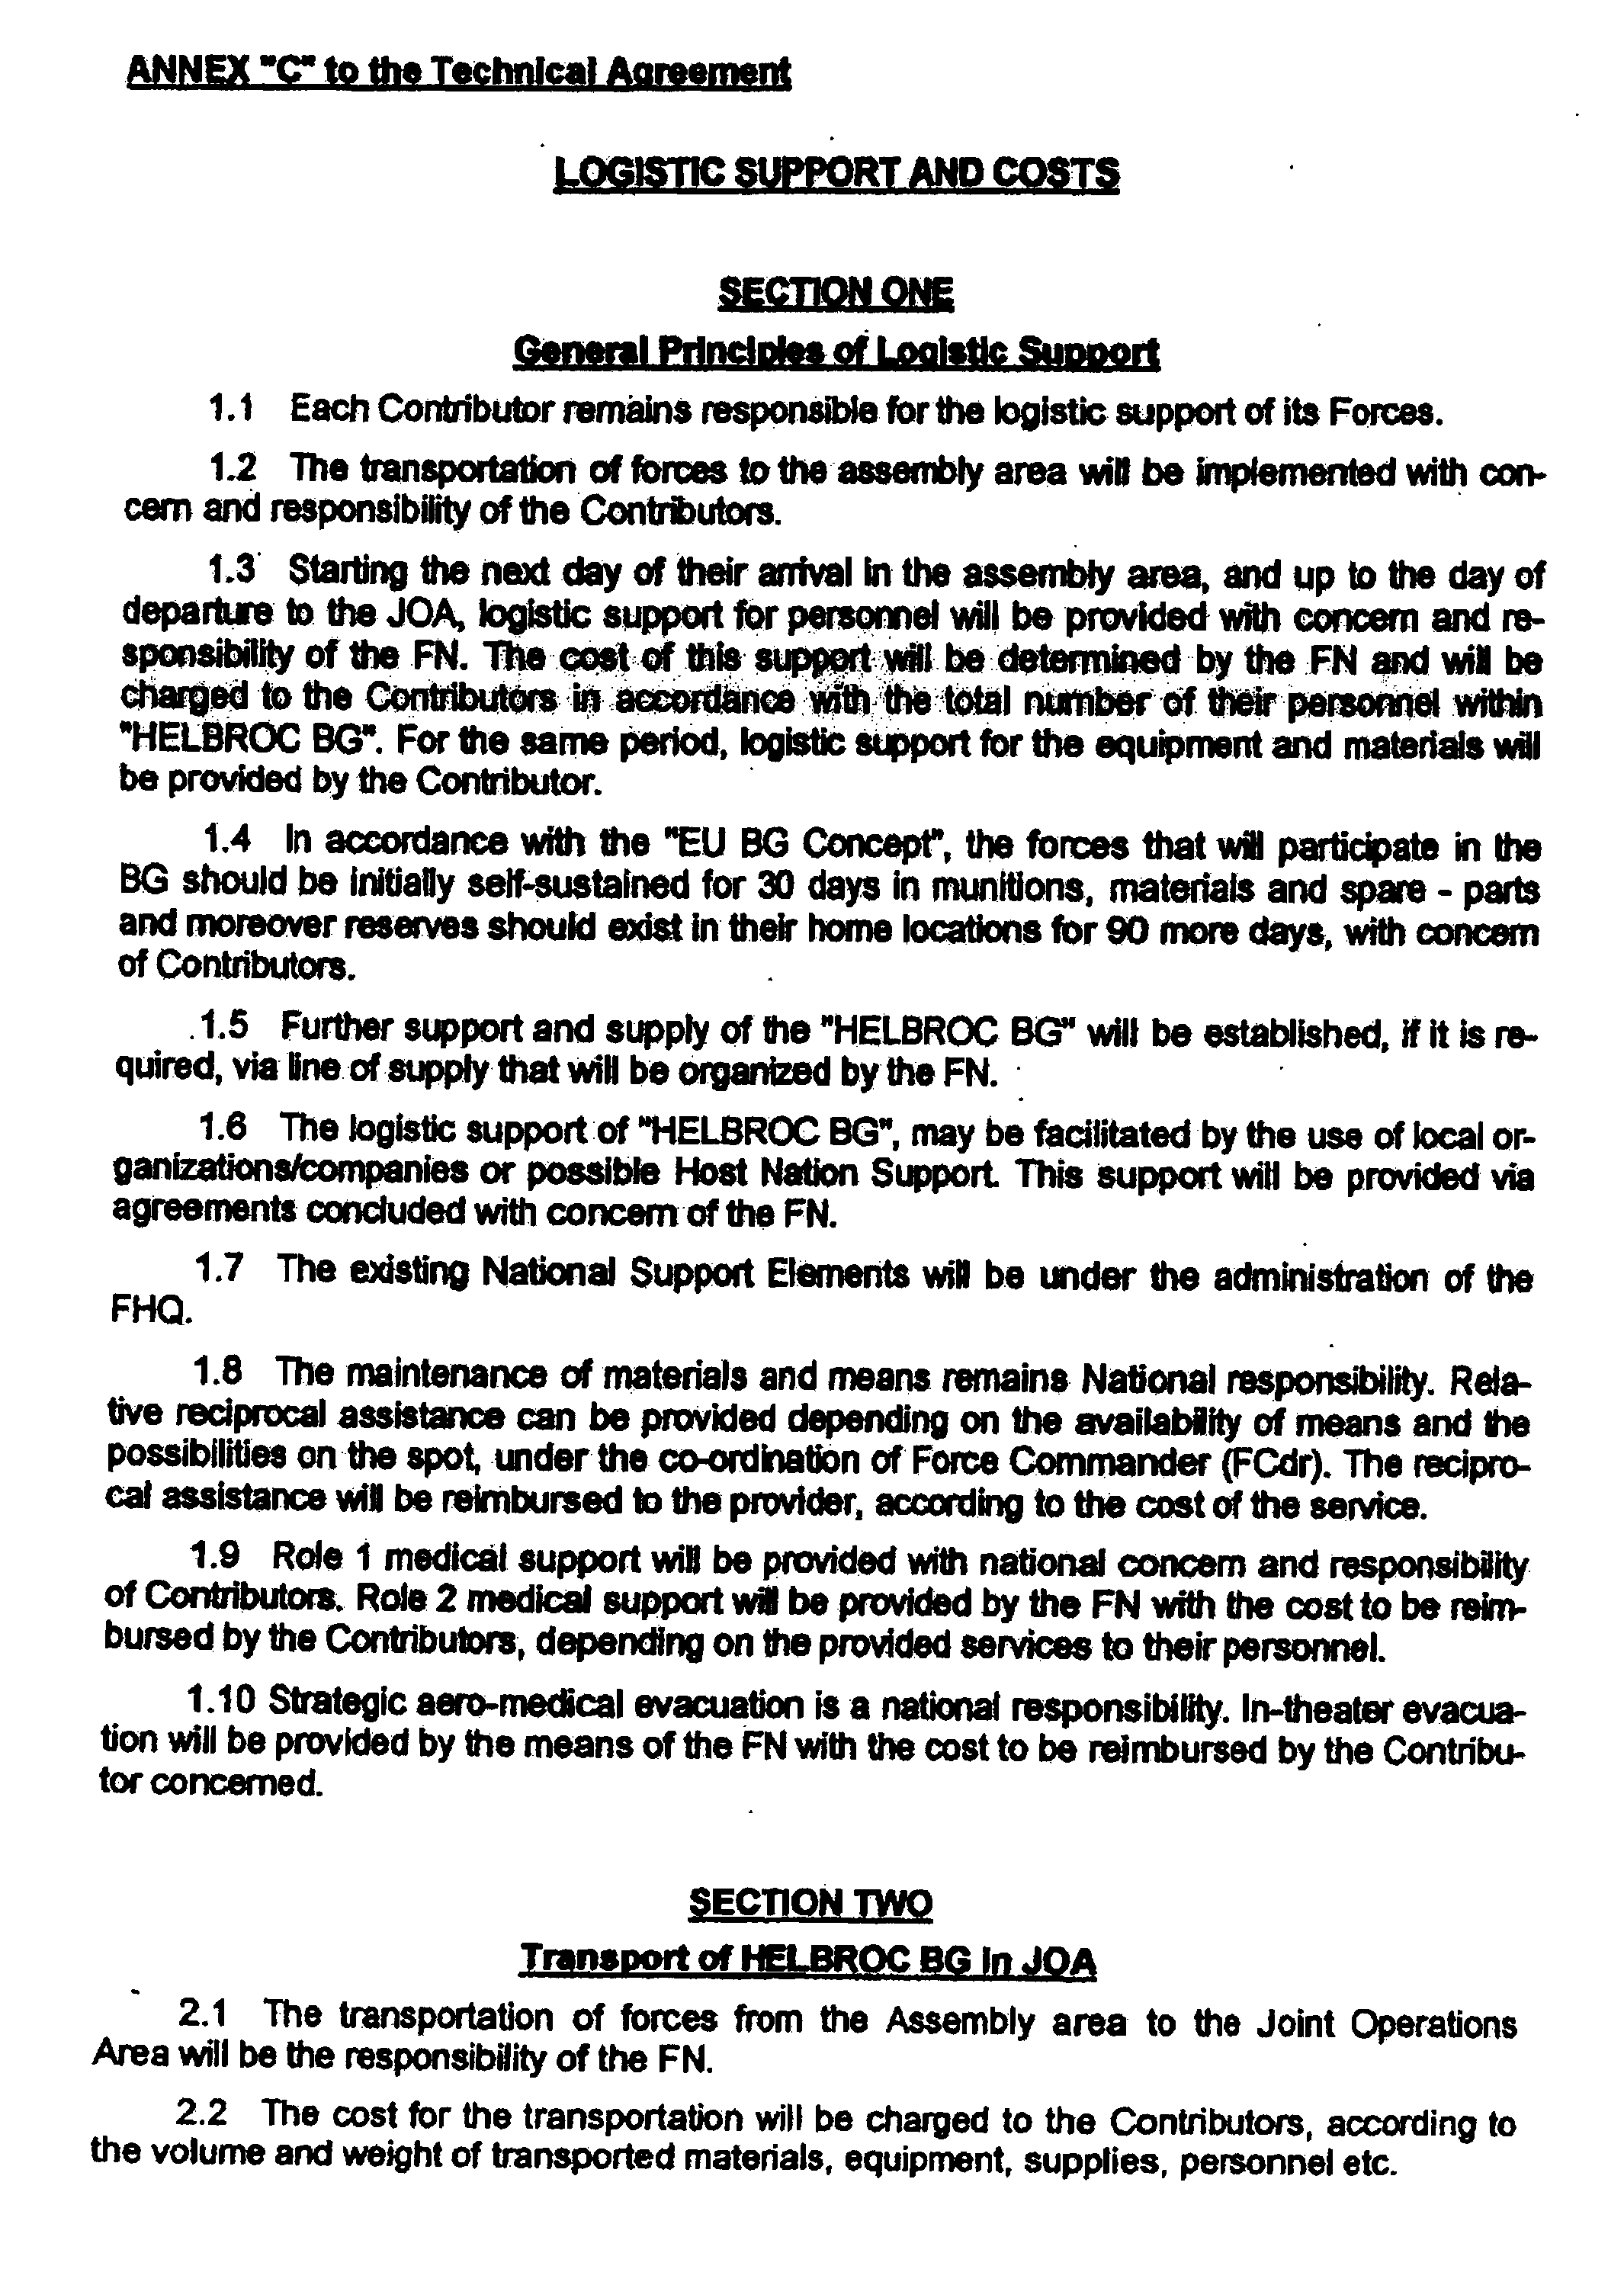 ANNEX "C" to the Technical Agreement
LOGISTIC SUPPORT AND COSTS
SECTION ONE
General Principles of Logistic Support
1.1 Each Contributor remains responsible for the logistic support of its Forces.
1.2 The transportation of forces to the assembly area will be implemented with con-
cern and responsibility of the Contributors.
1.3 Starting the next day of their arrival in the assembly area, and up to the day of
departure to the JOA, logistic support for personnel will be provided with concern and re-
sponsibility of the FN. The cost of this support will be determined by the FN and will be
charged to the Contributors in accordance with the total number of their personnel within
"HELBROC BG". For the same period, logistic support for the equipment and materials will
be provided by the Contributor.
1.4 In accordance with the "EU BG Concept", the forces that will participate in the
BG should be initially self-sustained for 30 days in munitions, materials and spare - parts
and moreover reserves should exist in their home locations for 90 more days, with concern
of Contributors.
1.5 Further support and supply of the "HELBROC BG" will be established, if it is re-
quired, via line of supply that will be organized by the FN.
1.6 The logistic support of "HELBROC BG", may be facilitated by the use of local or-
ganizations/companies or possible Host Nation Support. This support will be provided via
agreements concluded with concern of the FN.
1.7 The existing National Support Elements will be under the administration of the
FHQ.
1.8 The maintenance of materials and means remains National responsibility. Rela-
tive reciprocal assistance can be provided depending on the availability of means and the
possibilities on the spot, under the co-ordination of Force Commander (FCdr). The recipro-
cal assistance will be reimbursed to the provider, according to the cost of the service.
1.9 Role 1 medical support will be provided with national concern and responsibility
of Contributors. Role 2 medical support will be provided by the FN with the cost to be reim-
bursed by the Contributors, depending on the provided services to their personnel.
1.10 Strategic aero-medical evacuation is a national responsibility. In-theater evacua-
tion will be provided by the means of the FN with the cost to be reimbursed by the Contribu-
tor concerned.
SECTION TWO
Transport of HELBROC BG in JOA
2.1 The transportation of forces from the Assembly area to the Joint Operations
Area will be the responsibility of the FN.
2.2 The cost for the transportation will be charged to the Contributors, according to
the volume and weight of transported materials, equipment, supplies, personnel etc.